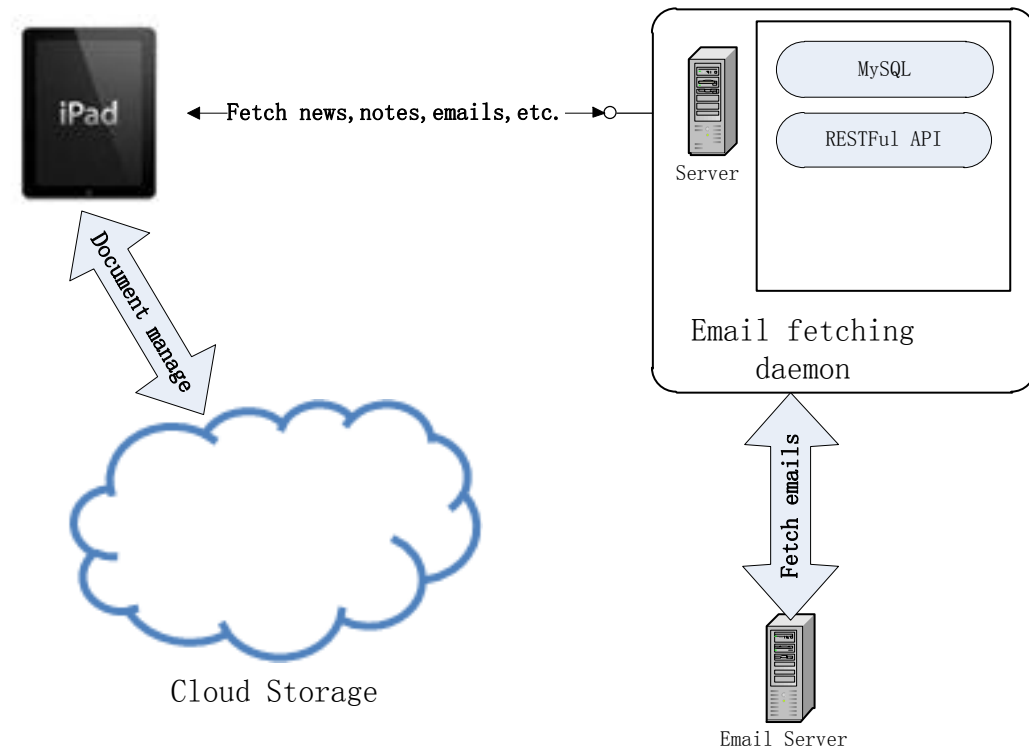 iPad
Fetch news,notes,emails,etc.
MySQL
RESTFul API
Server
Email fetching
daemon
Document manage
Fetch emails
Cloud Storage
Email Server